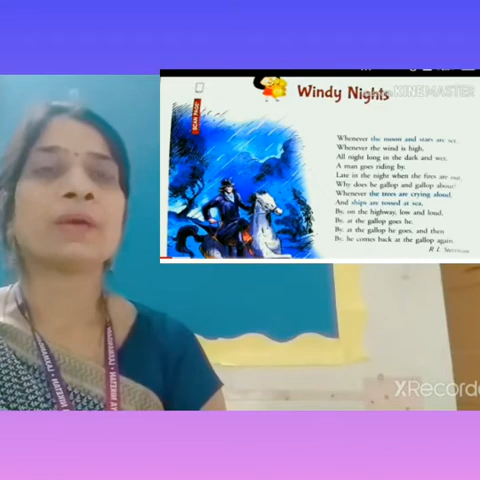 Windy Nights
KINEMASTER
SCAN PAGE
Whenever the moon and stars are set,
Whenever the wind is high,
All night long in the dark and wet,
A man goes riding by.
Late in the night when the fires are out,
Why does he gallop and gallop about?
Whenever the trees are crying aloud,
And ships are tossed at sea,
By, on the highway, low and loud,
By, at the gallop goes he.
By, at the gallop he goes, and then
By, he comes back at the gallop again.
R.L. Stevenson
XRecorde